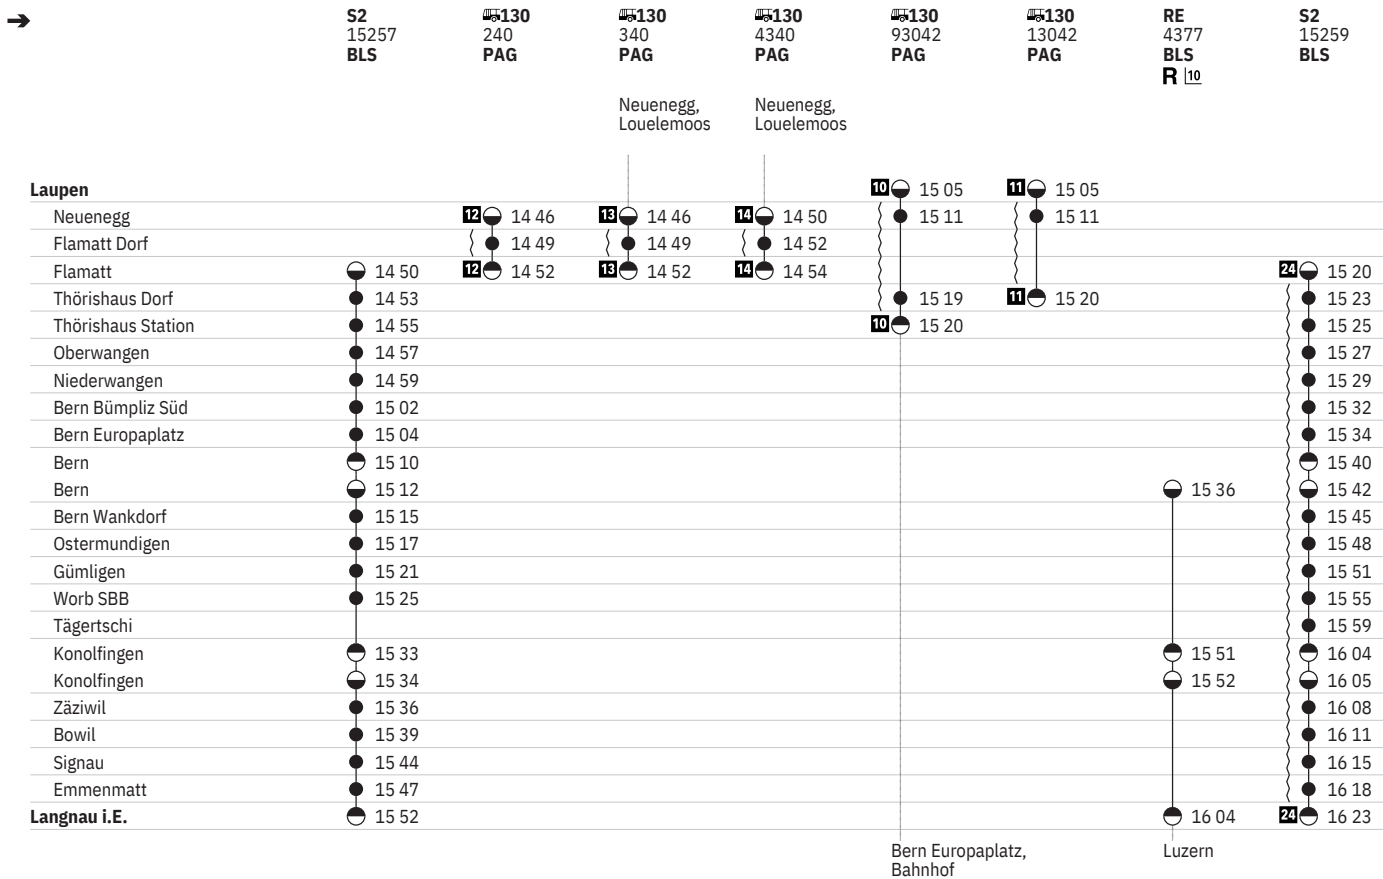 ➔ S2 130 130 130 130 130 RE S2
15257 240 340 4340 93042 13042 4377 15259
BLS PAG PAG PAG PAG PAG BLS BLS
R 10
Neuenegg, Neuenegg,
Louelemoos Louelemoos
Laupen 10 15 05 11 15 05
Neuenegg 12 14 46 13 14 46 14 14 50 15 11 15 11
Flamatt Dorf 14 49 14 49 14 52
Flamatt 14 50 12 14 52 13 14 52 14 14 54 24 15 20
Thörishaus Dorf 14 53 15 19 11 15 20 15 23
Thörishaus Station 14 55 10 15 20 15 25
Oberwangen 14 57 15 27
Niederwangen 14 59 15 29
Bern Bümpliz Süd 15 02 15 32
Bern Europaplatz 15 04 15 34
Bern 15 10 15 40
Bern 15 12 15 36 15 42
Bern Wankdorf 15 15 15 45
Ostermundigen 15 17 15 48
Gümligen 15 21 15 51
Worb SBB 15 25 15 55
Tägertschi 15 59
Konolfingen 15 33 15 51 16 04
Konolfingen 15 34 15 52 16 05
Zäziwil 15 36 16 08
Bowil 15 39 16 11
Signau 15 44 16 15
Emmenmatt 15 47 16 18
Langnau i.E. 15 52 16 04 24 16 23
Bern Europaplatz, Luzern
Bahnhof